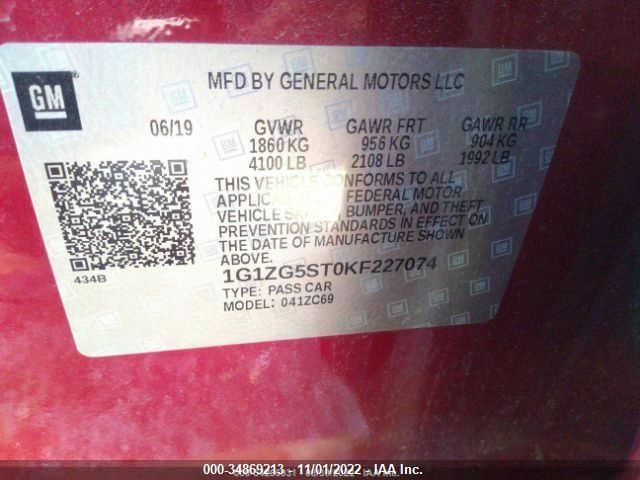 GM
MFD BY GENERAL MOTORS LLC
06/19 GVWR GAWR FRT GAWR RR
1860 KG 956 KG 904 KG
4100 LB 2108 LB 1992 LB
THIS VEHICLE CONFORMS TO ALL
APPLIC FEDERAL MOTOR
VEHICLE BUMPER, AND THEFT
PREVENTION STANDARDS IN EFFECT ON
THE DATE OF MANUFACTURE SHOWN
ABOVE.
434B
1G1ZG5ST0KF227074
TYPE: PASS CAR
MODEL: 041ZC69
000-34869213 - 11/01/2022 - IAA Inc.